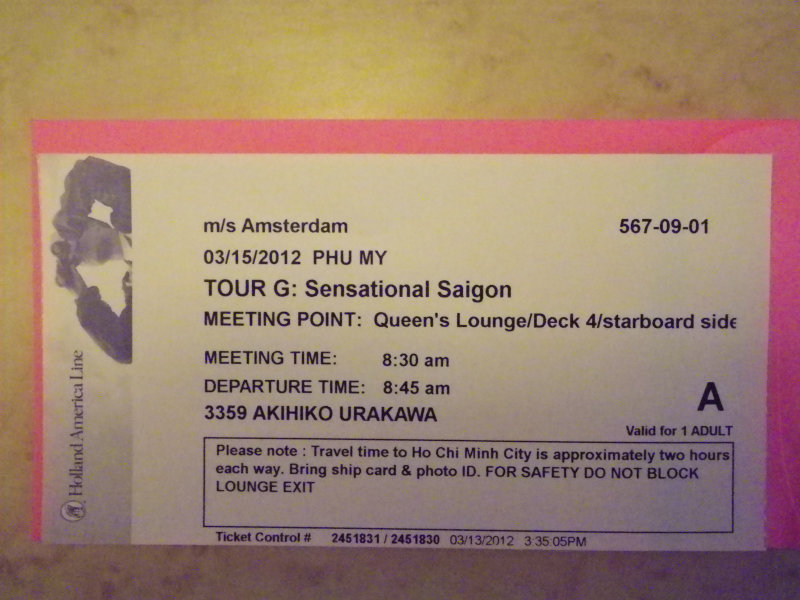 m/s Amsterdam 567-09-01
03/15/2012 PHU MY
TOUR G: Sensational Saigon
MEETING POINT: Queen's Lounge/Deck 4/starboard side
MEETING TIME: 8:30 am
DEPARTURE TIME: 8:45 am
3359 AKIHIKO URAKAWA
A
Valid for 1 ADULT
Please note : Travel time to Ho Chi Minh City is approximately two hours
each way. Bring ship card & photo ID. FOR SAFETY DO NOT BLOCK
LOUNGE EXIT
Ticket Control # 2451831 / 2451830 03/13/2012 3:35:05PM
Holland America Line